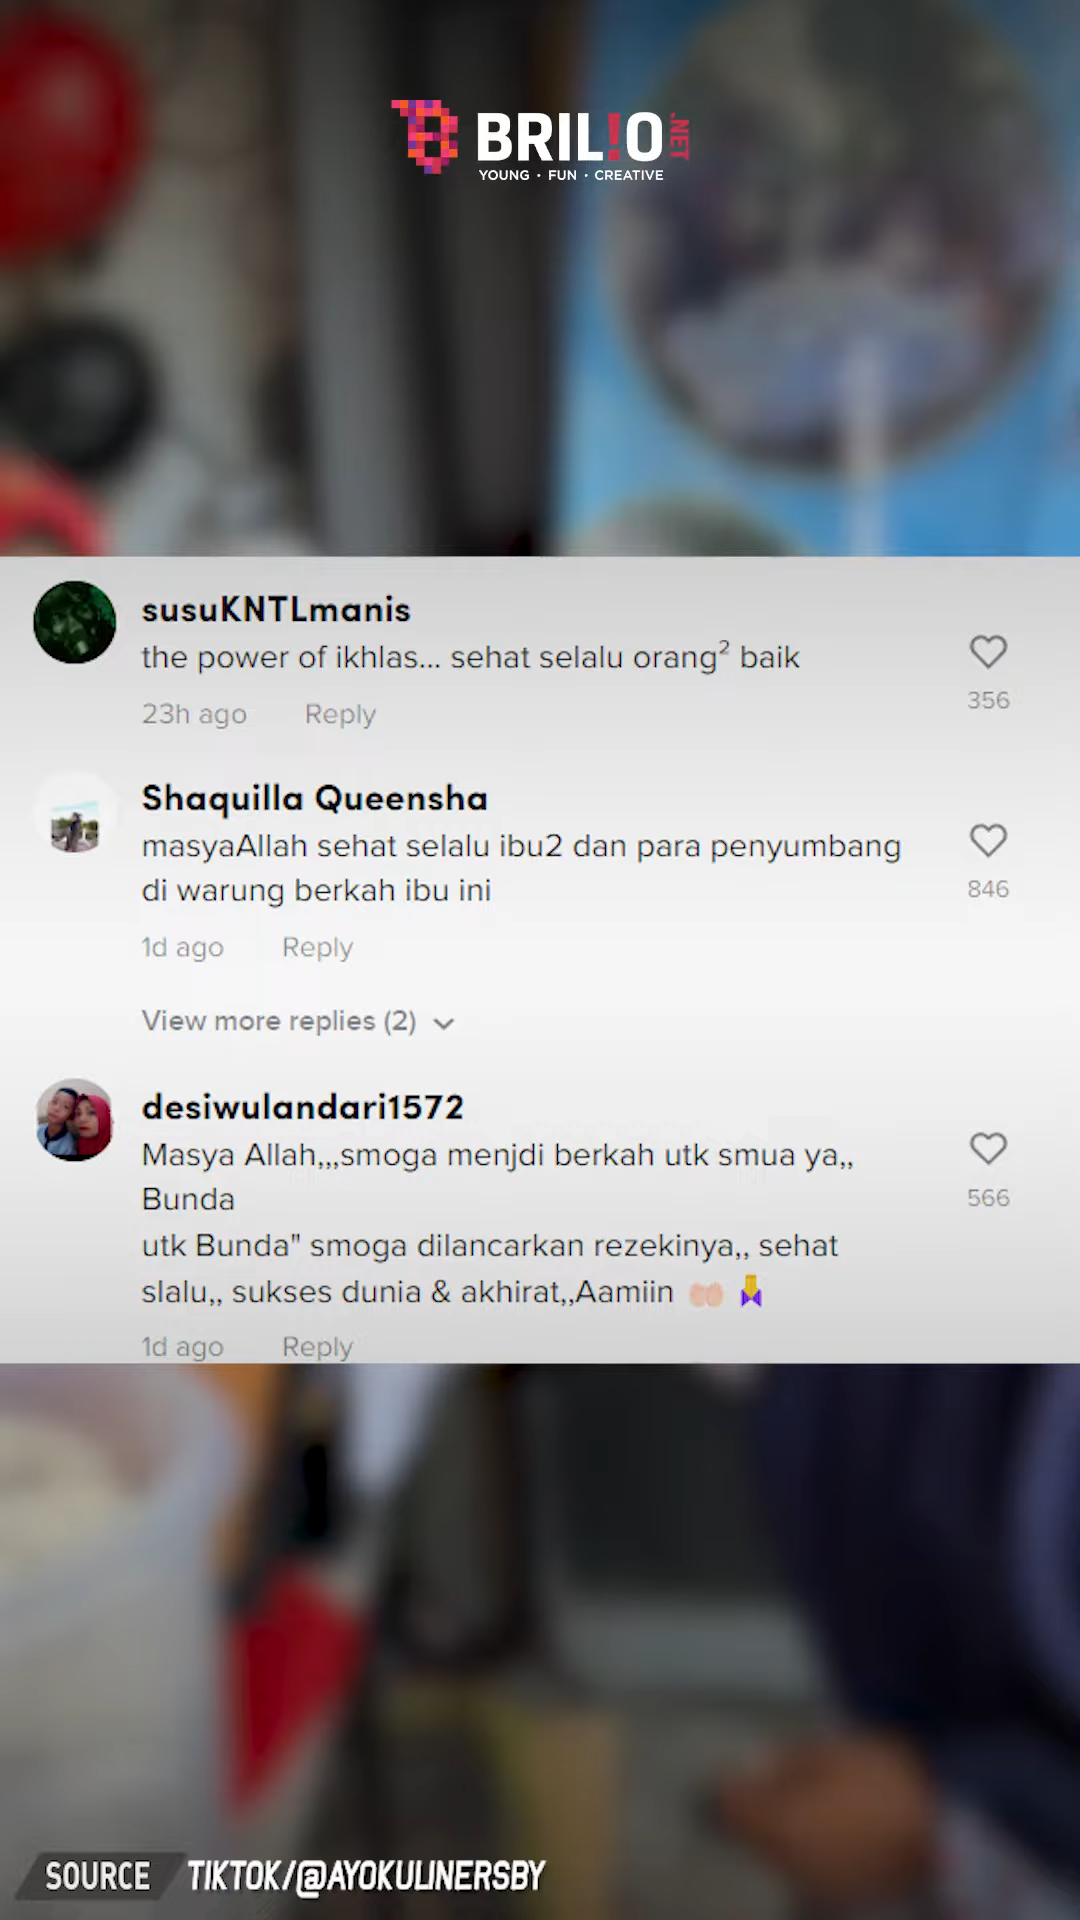 BRIL!O.NET
YOUNG · FUN · CREATIVE
susuKNTLmanis
the power of ikhlas... sehat selalu orang² baik
356
23h ago Reply
Shaquilla Queensha
masyaAllah sehat selalu ibu2 dan para penyumbang
di warung berkah ibu ini
846
1d ago Reply
View more replies (2)
desiwulandari1572
Masya Allah,,,smoga menjdi berkah utk smua ya,,
Bunda
566
utk Bunda" smoga dilancarkan rezekinya,, sehat
slalu,, sukses dunia & akhirat,,Aamiin 🤲🏻 🙏
1d ago Reply
SOURCE TIKTOK/@AYOKULINERSBY